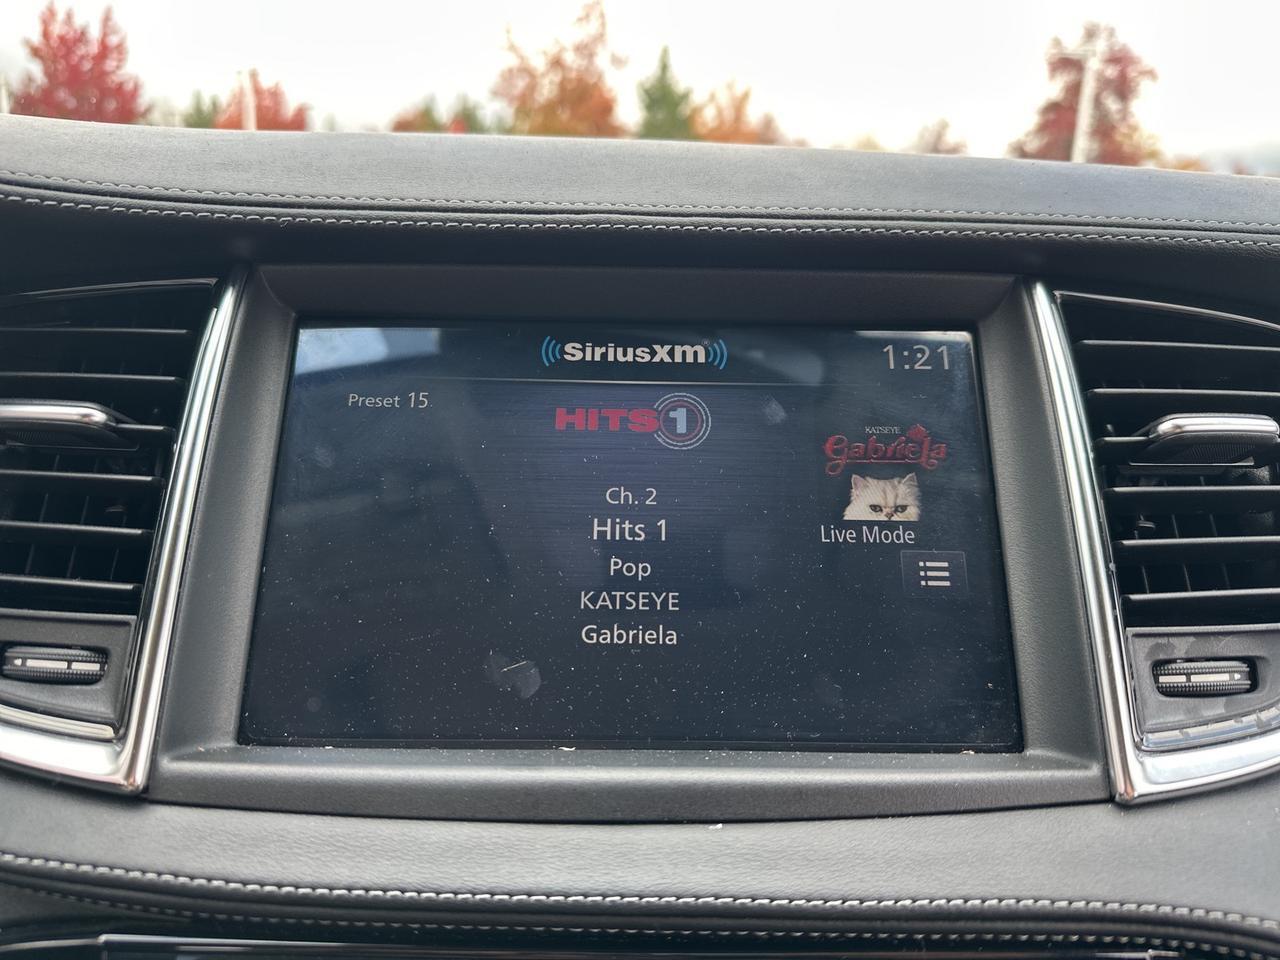 SiriusXM
1:21
Preset 15
HITS 1
KATSEYE
Gabriela
Ch. 2
Hits 1
Live Mode
Pop
KATSEYE
Gabriela